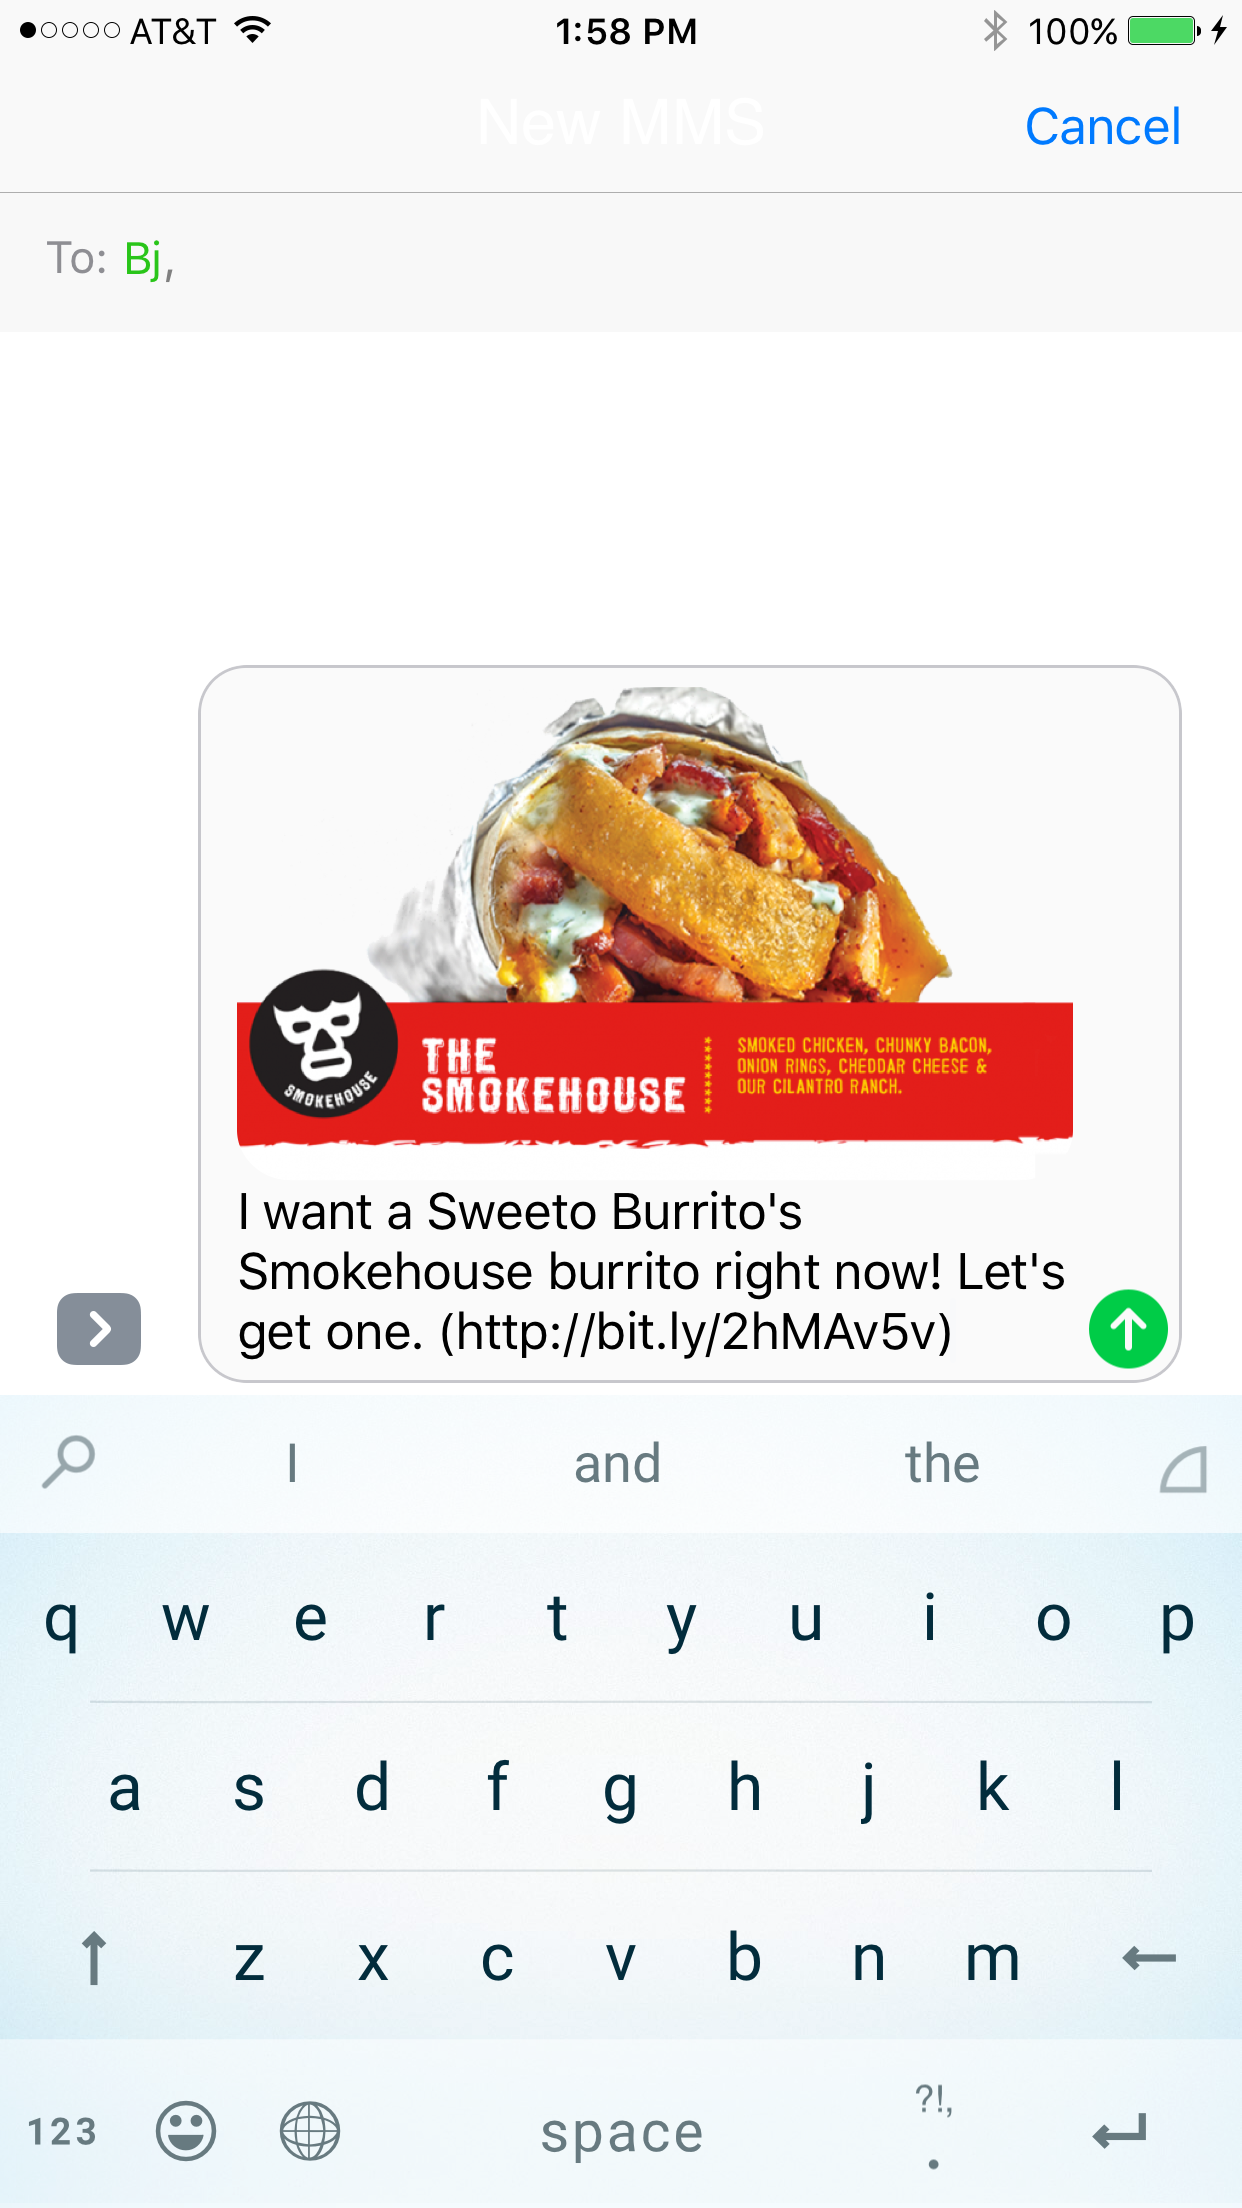 AT&T 1:58 PM 100%
New MMS Cancel
To: Bj,
THE
SMOKEHOUSE
SMOKED CHICKEN, CHUNKY BACON,
ONION RINGS, CHEDDAR CHEESE &
OUR CILANTRO RANCH.
SMOKEHOUSE
I want a Sweeto Burrito's
Smokehouse burrito right now! Let's
get one. (http://bit.ly/2hMAv5v)
I and the
q w e r t y u i o p
a s d f g h j k l
z x c v b n m
?!,
123 space .